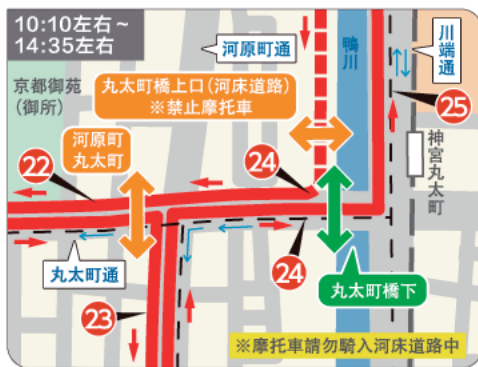 10:10左右～
14:35左右
河原町通
鴨川
川端通
京都御苑
(御所)
丸太町橋上口(河床道路)
※禁止摩托車
25
河原町
丸太町
神宮丸太町
22
24
丸太町通
24
丸太町橋下
23
※摩托車請勿騎入河床道路中